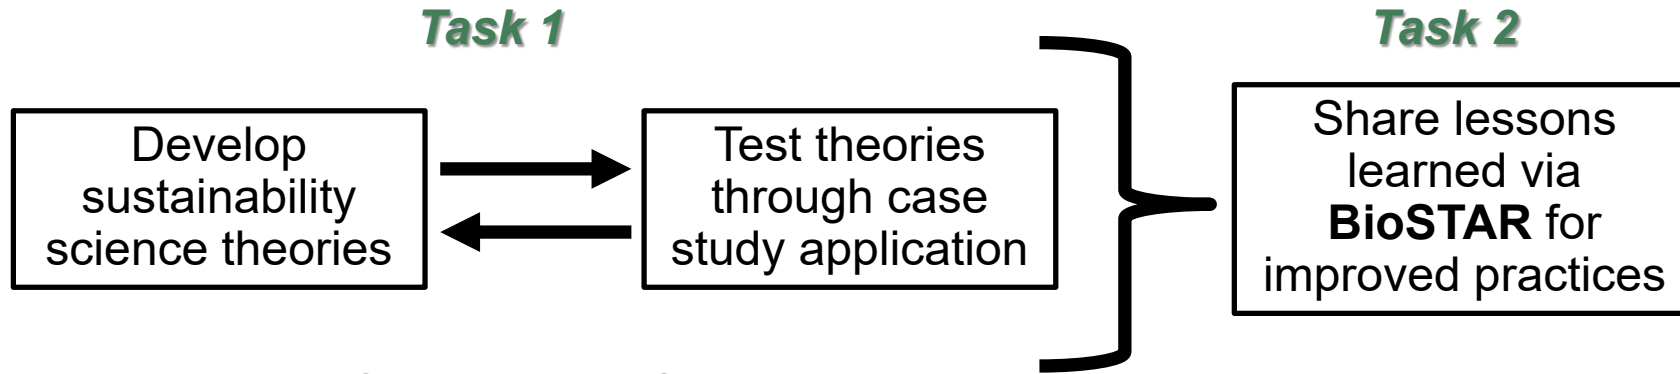 Task 1
Develop
sustainability
science theories
Test theories
through case
study application
Task 2
Share lessons
learned via
BioSTAR for
improved practices